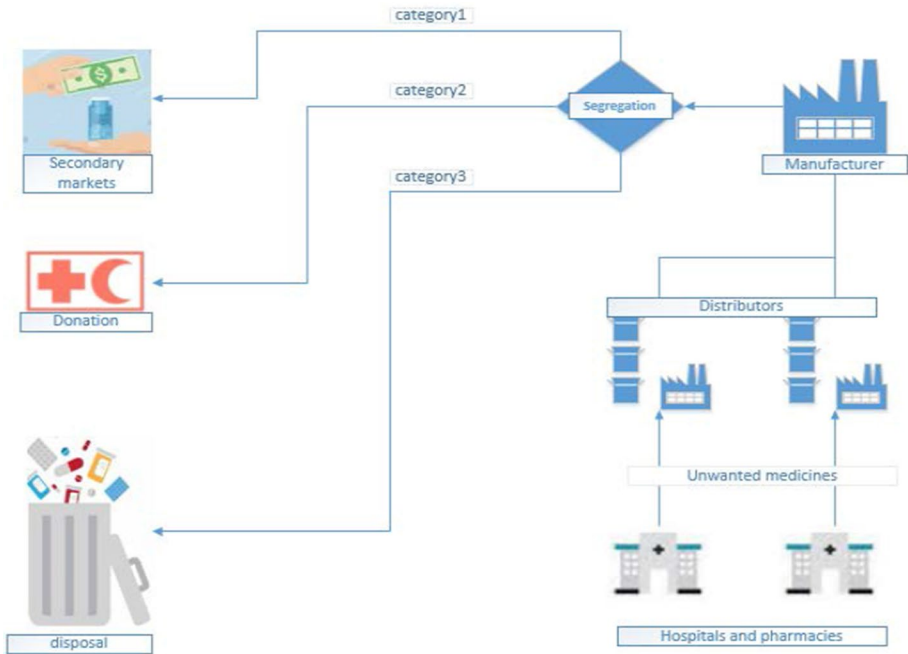 category1
category2
Segregation
Secondary
markets
Manufacturer
category3
Donation
Distributors
Unwanted medicines
disposal
Hospitals and pharmacies